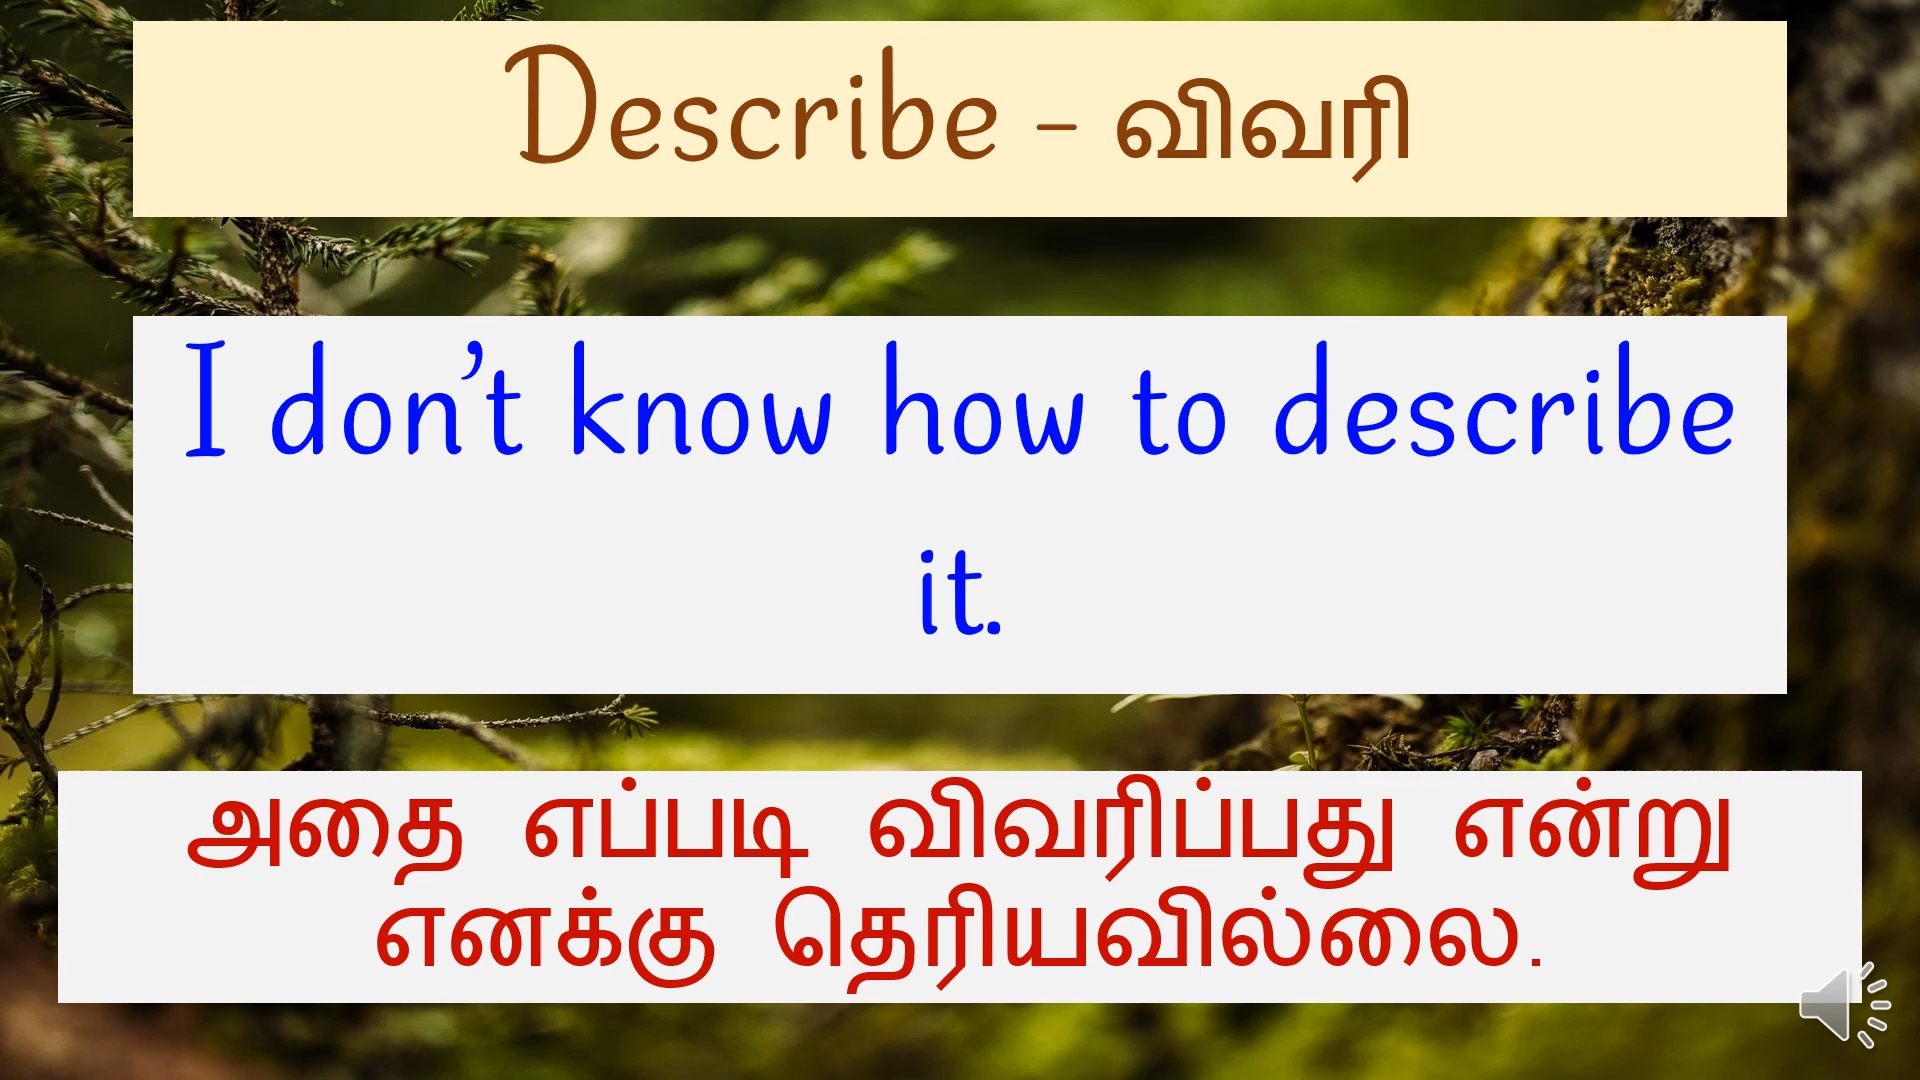 Describe - விவரி
I don’t know how to describe
it.
அதை எப்படி விவரிப்பது என்று
எனக்கு தெரியவில்லை.